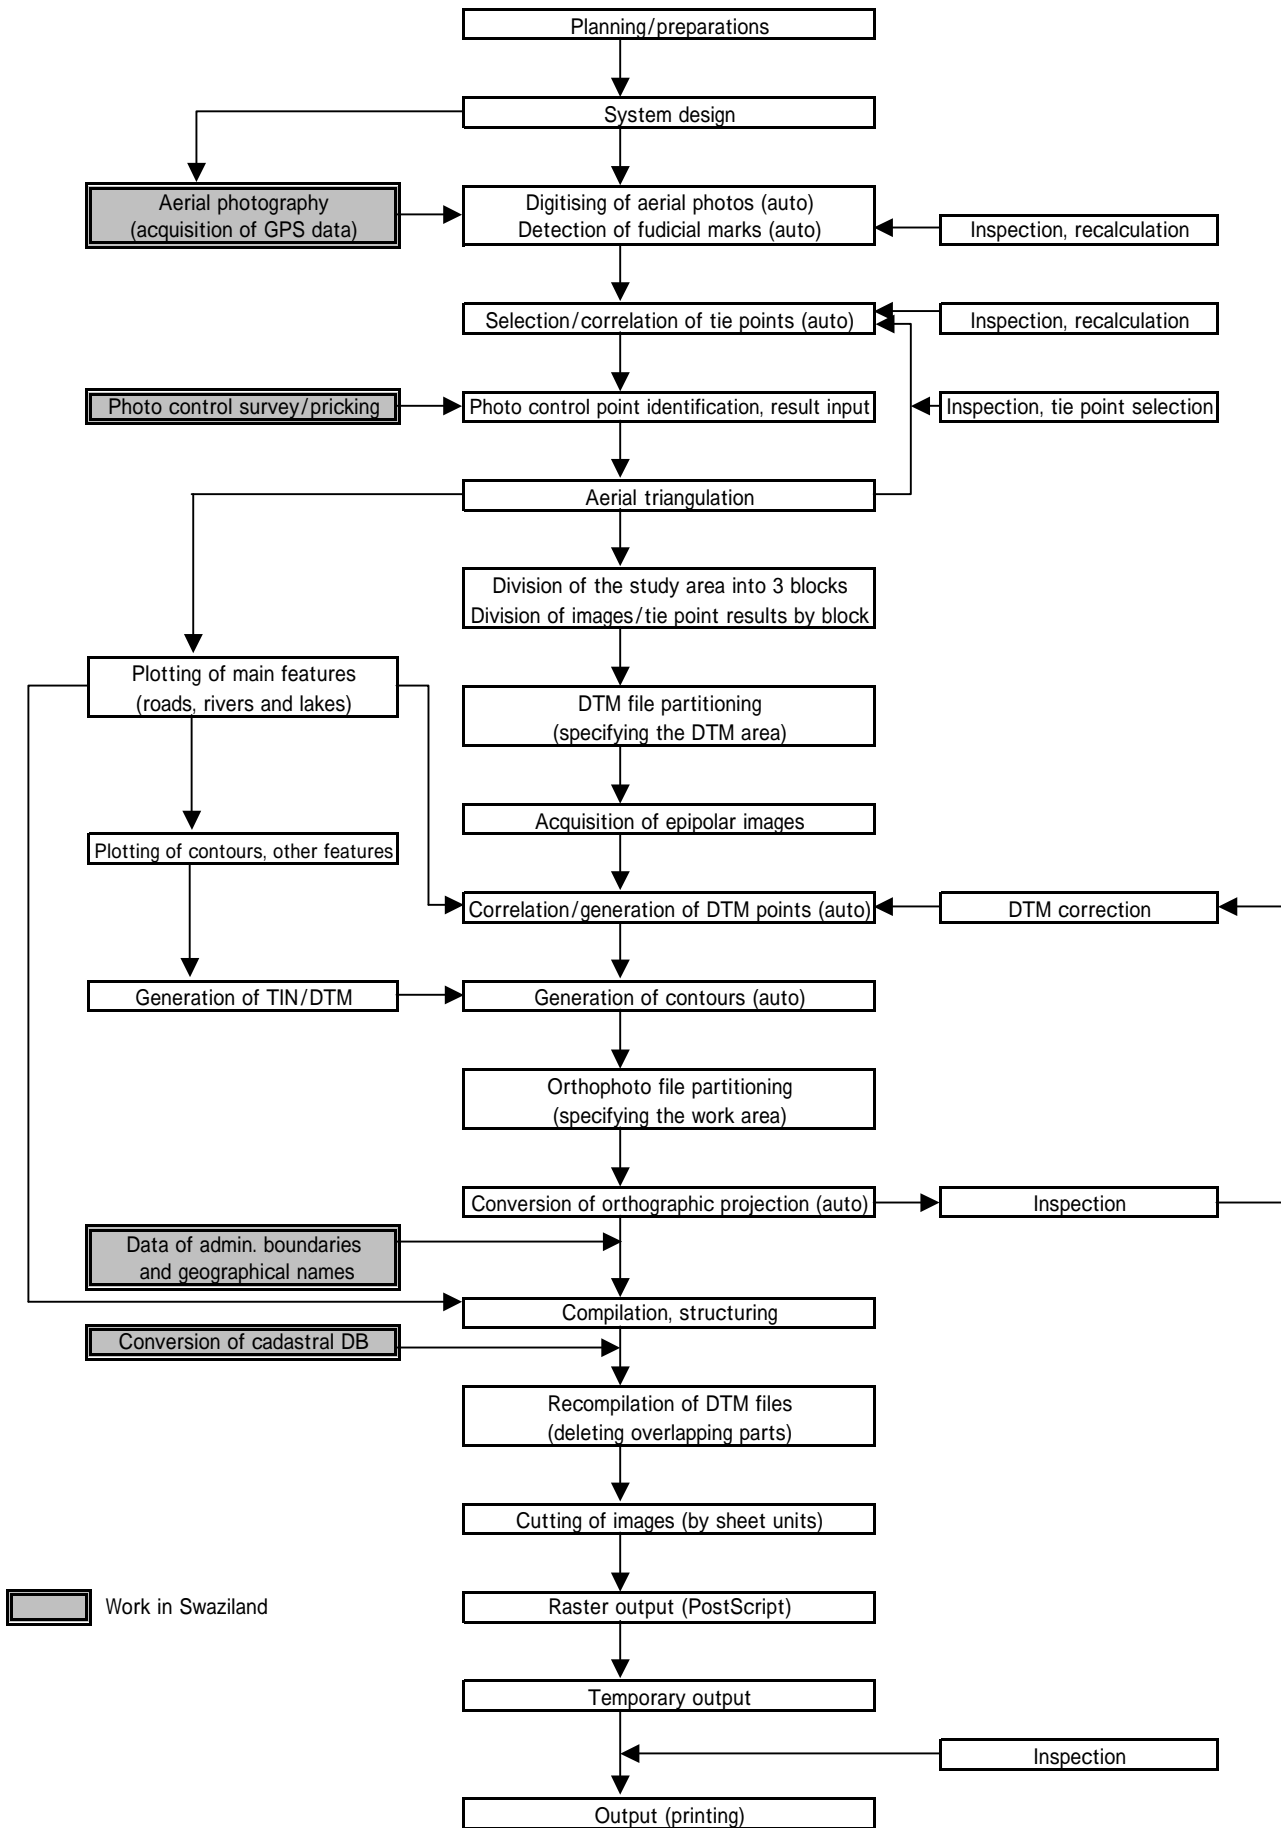 Planning/preparations
System design
Aerial photography
(acquisition of GPS data)
Digitising of aerial photos (auto)
Detection of fudicial marks (auto)
Inspection, recalculation
Selection/correlation of tie points (auto)
Inspection, recalculation
Photo control survey/pricking
Photo control point identification, result input
Inspection, tie point selection
Aerial triangulation
Division of the study area into 3 blocks
Division of images/tie point results by block
Plotting of main features
(roads, rivers and lakes)
DTM file partitioning
(specifying the DTM area)
Acquisition of epipolar images
Plotting of contours, other features
Correlation/generation of DTM points (auto)
DTM correction
Generation of TIN/DTM
Generation of contours (auto)
Orthophoto file partitioning
(specifying the work area)
Conversion of orthographic projection (auto)
Inspection
Data of admin. boundaries
and geographical names
Compilation, structuring
Conversion of cadastral DB
Recompilation of DTM files
(deleting overlapping parts)
Cutting of images (by sheet units)
Work in Swaziland
Raster output (PostScript)
Temporary output
Inspection
Output (printing)